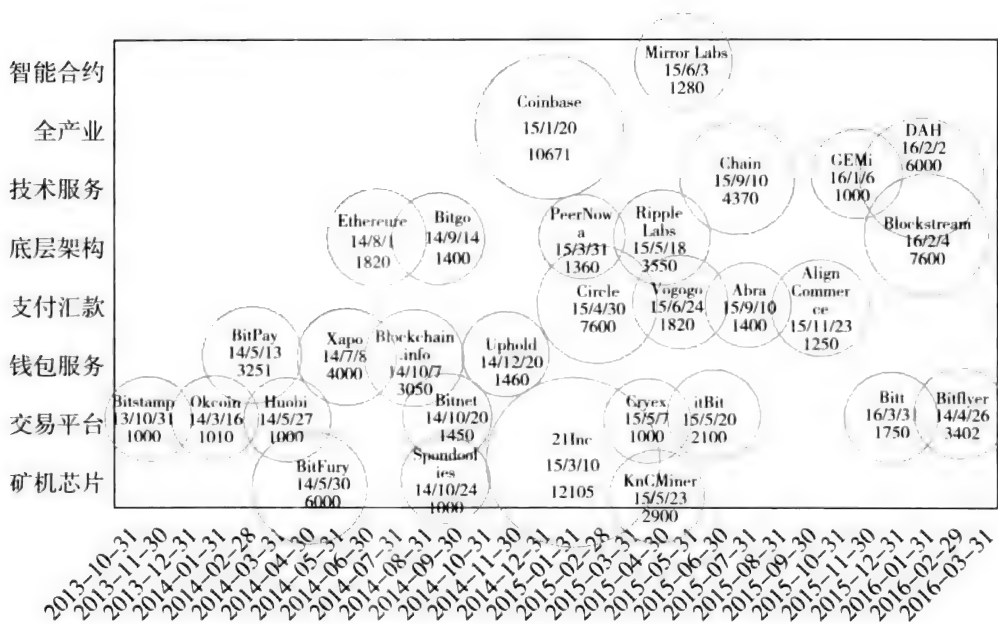 智能合约
全产业
技术服务
底层架构
支付汇款
钱包服务
交易平台
矿机芯片
Mirror Labs
15/6/3
1280
Coinbase
15/1/20
10671
DAH
16/2/2
6000
Chain
15/9/10
4370
GEMi
16/1/6
1000
Ethereure
14/8/1
1820
Bitgo
14/9/14
1400
PeerNow
a
15/3/31
1360
Ripple
Labs
15/5/18
3550
Blockstream
16/2/4
7600
Circle
15/4/30
7600
Vogogo
15/6/24
1820
Abra
15/9/10
1400
Align
Commer
ce
15/11/23
1250
BitPay
14/5/13
3251
Xapo
14/7/8
4000
Blockchain
.info
14/10/7
3050
Uphold
14/12/20
1460
Bitstamp
13/10/31
1000
Okcoin
14/3/16
1010
Huobi
14/5/27
1000
Bitnet
14/10/20
1450
21Inc
15/3/10
12105
Cryex
15/5/7
1000
itBit
15/5/20
2100
Bitt
16/3/31
1750
Bitflyer
14/4/26
3402
BitFury
14/5/30
6000
Spondool
ies
14/10/24
1000
KnCMiner
15/5/23
2900
2013-10-31
2013-11-30
2013-12-31
2014-01-31
2014-02-28
2014-03-31
2014-04-30
2014-05-31
2014-06-30
2014-07-31
2014-08-31
2014-09-30
2014-10-31
2014-11-30
2014-12-31
2015-01-31
2015-02-28
2015-03-31
2015-04-30
2015-05-31
2015-06-30
2015-07-31
2015-08-31
2015-09-30
2015-10-31
2015-11-30
2015-12-31
2016-01-31
2016-02-29
2016-03-31